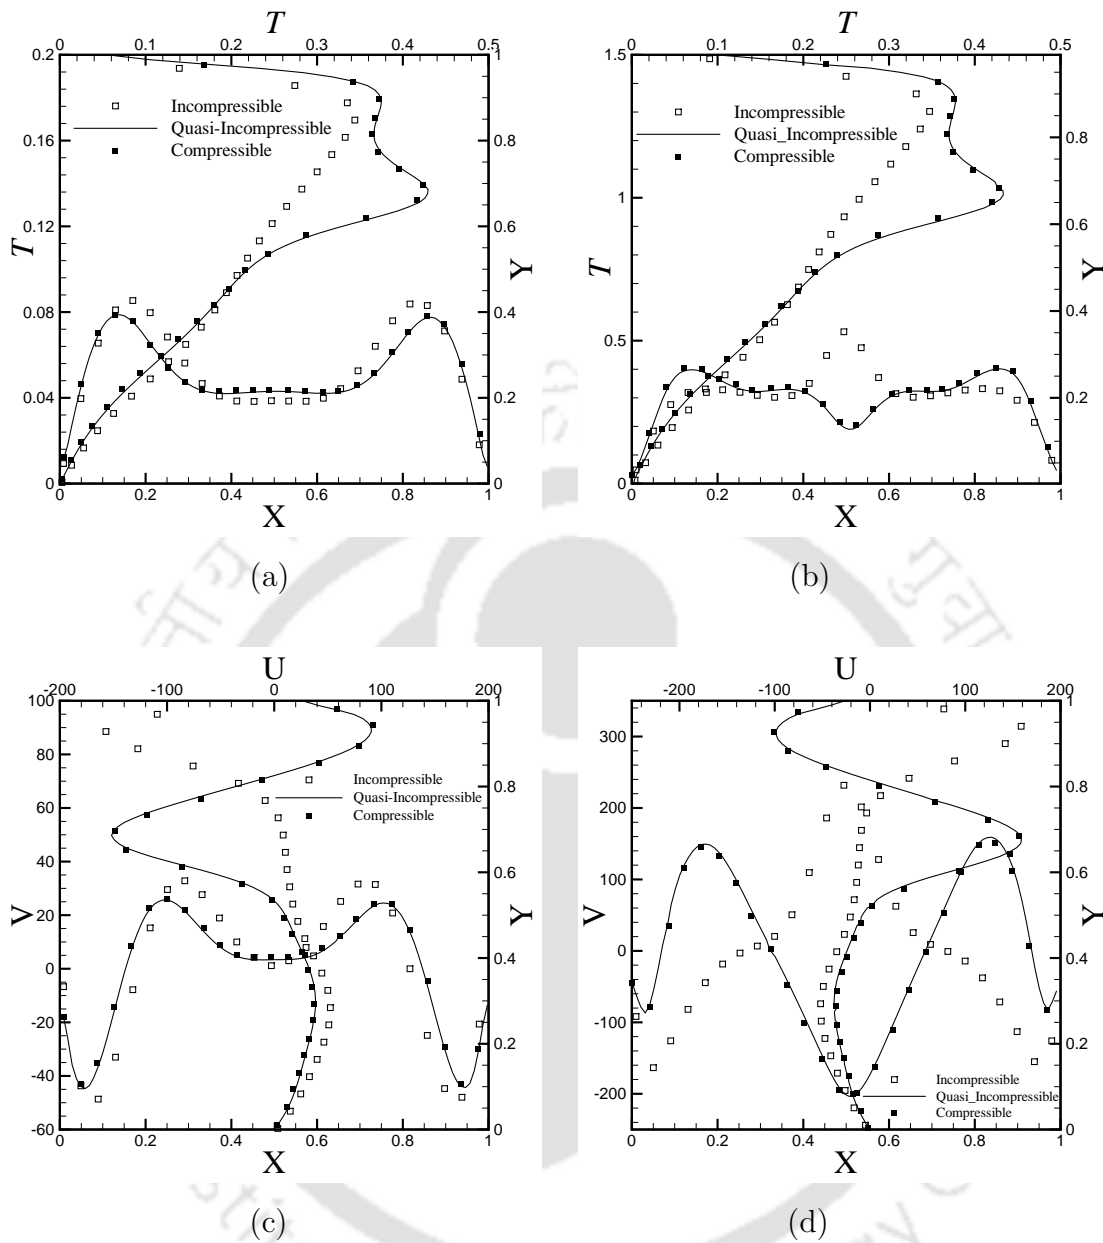 T
0 0.1 0.2 0.3 0.4 0.5
0.2 0.16 0.12 0.08 0.04 0
1 0.8 0.6 0.4 0.2 0
Incompressible
Quasi-Incompressible
Compressible
T
Y
0 0.2 0.4 0.6 0.8 1
X
(a)
T
0 0.1 0.2 0.3 0.4 0.5
1.5 1 0.5 0
1 0.8 0.6 0.4 0.2 0
Incompressible
Quasi_Incompressible
Compressible
T
Y
0 0.2 0.4 0.6 0.8 1
X
(b)
U
-200 -100 0 100 200
100 80 60 40 20 0 -20 -40 -60
1 0.8 0.6 0.4 0.2 0
Incompressible
Quasi-Incompressible
Compressible
V
Y
0 0.2 0.4 0.6 0.8 1
X
(c)
U
-200 -100 0 100 200
300 200 100 0 -100 -200
1 0.8 0.6 0.4 0.2 0
Incompressible
Quasi_Incompressible
Compressible
V
Y
0 0.2 0.4 0.6 0.8 1
X
(d)